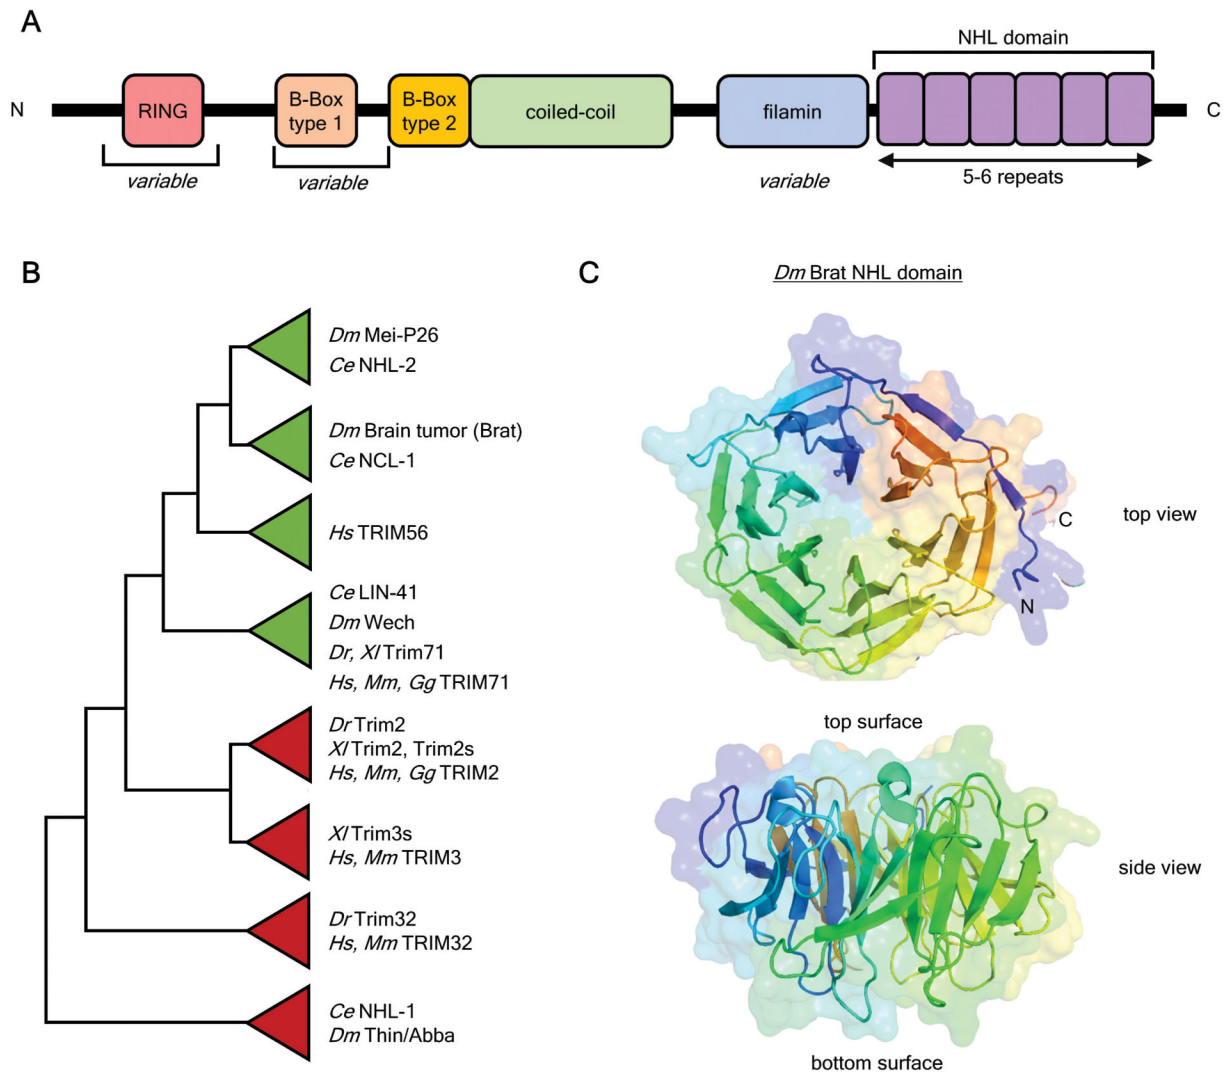 A
NHL domain
N
RING
B-Box
type 1
B-Box
type 2
coiled-coil
filamin
C
variable
variable
variable
5-6 repeats
B
Dm Mei-P26
Ce NHL-2
Dm Brain tumor (Brat)
Ce NCL-1
Hs TRIM56
Ce LIN-41
Dm Wech
Dr, Xl Trim71
Hs, Mm, Gg TRIM71
Dr Trim2
Xl Trim2, Trim2s
Hs, Mm, Gg TRIM2
Xl Trim3s
Hs, Mm TRIM3
Dr Trim32
Hs, Mm TRIM32
Ce NHL-1
Dm Thin/Abba
C
Dm Brat NHL domain
C
N
top view
top surface
side view
bottom surface